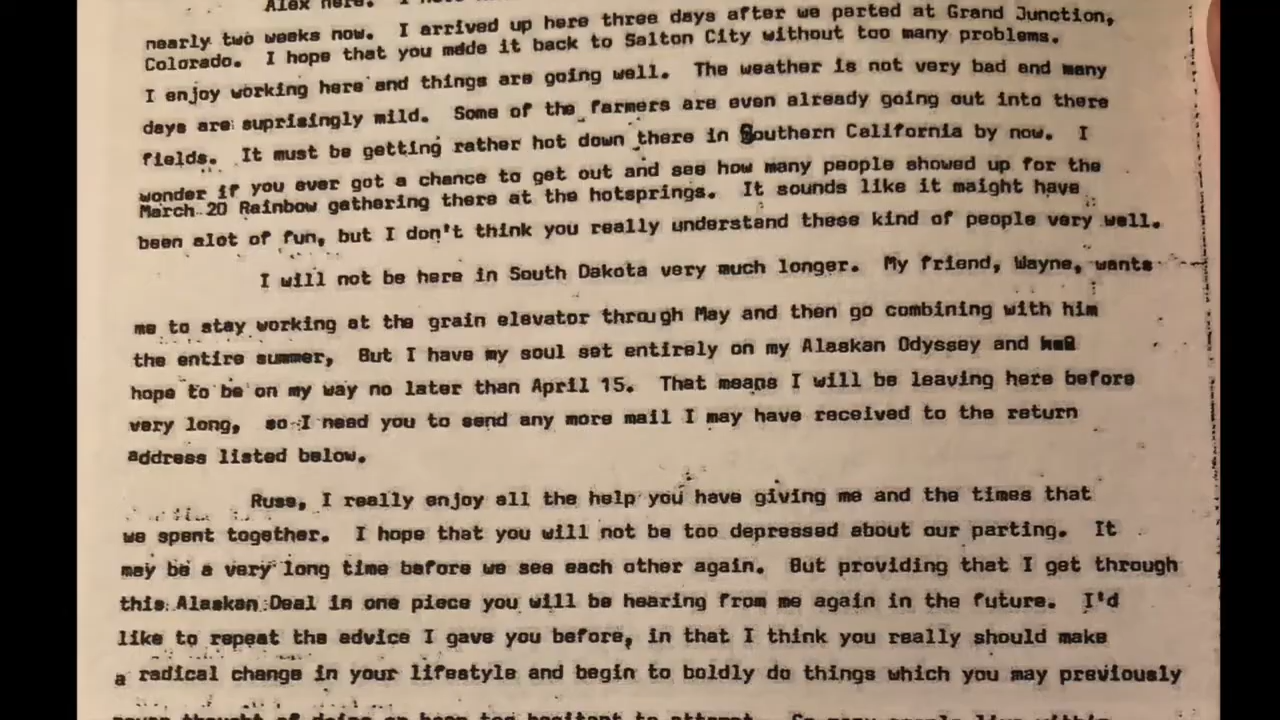 Alex here. I
nearly two weeks now. I arrived up here three days after we parted at Grand Junction,
Colorado. I hope that you made it back to Salton City without too many problems.
I enjoy working here and things are going well. The weather is not very bad and many
days are suprisingly mild. Some of the farmers are even already going out into there
fields. It must be getting rather hot down there in Southern California by now. I
wonder if you ever got a chance to get out and see how many people showed up for the
March 20 Rainbow gathering there at the hotsprings. It sounds like it maight have
been alot of fun, but I don't think you really understand these kind of people very well.
I will not be here in South Dakota very much longer. My friend, Wayne, wants
me to stay working at the grain elevator through May and then go combining with him
the entire summer, But I have my soul set entirely on my Alaskan Odyssey and
hope to be on my way no later than April 15. That means I will be leaving here before
very long, so I need you to send any more mail I may have received to the return
address listed below.
Russ, I really enjoy all the help you have giving me and the times that
we spent together. I hope that you will not be too depressed about our parting. It
may be a very long time before we see each other again. But providing that I get through
this Alaskan Deal in one piece you will be hearing from me again in the future. I'd
like to repeat the advice I gave you before, in that I think you really should make
a radical change in your lifestyle and begin to boldly do things which you may previously